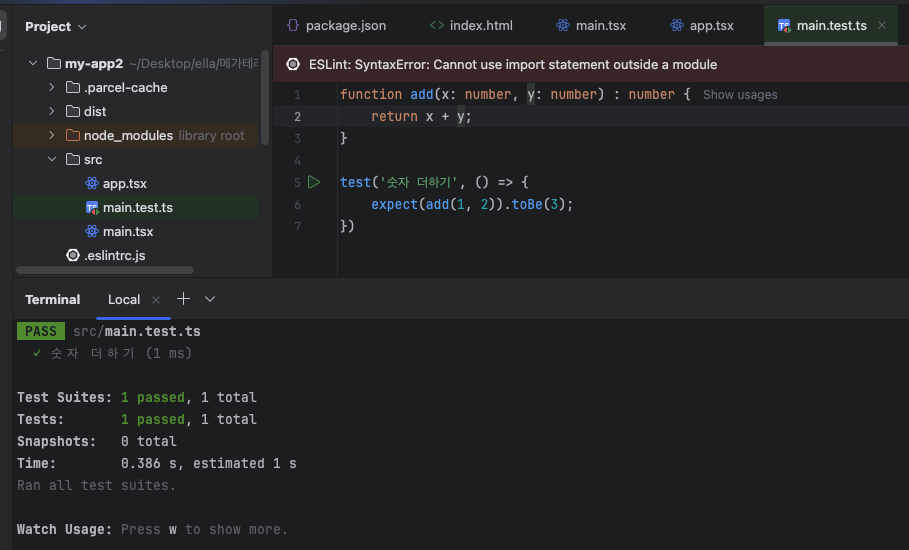 Project
package.json
index.html
main.tsx
app.tsx
main.test.ts
my-app2 ~/Desktop/ella/메가테
.parcel-cache
dist
node_modules library root
src
app.tsx
main.test.ts
main.tsx
.eslintrc.js
ESLint: SyntaxError: Cannot use import statement outside a module
1 function add(x: number, y: number) : number { Show usages
2 return x + y;
3 }
4
5 test('숫자 더하기', () => {
6 expect(add(1, 2)).toBe(3);
7 })
Terminal Local
PASS src/main.test.ts
✓ 숫자 더하기 (1 ms)
Test Suites: 1 passed, 1 total
Tests: 1 passed, 1 total
Snapshots: 0 total
Time: 0.386 s, estimated 1 s
Ran all test suites.
Watch Usage: Press w to show more.